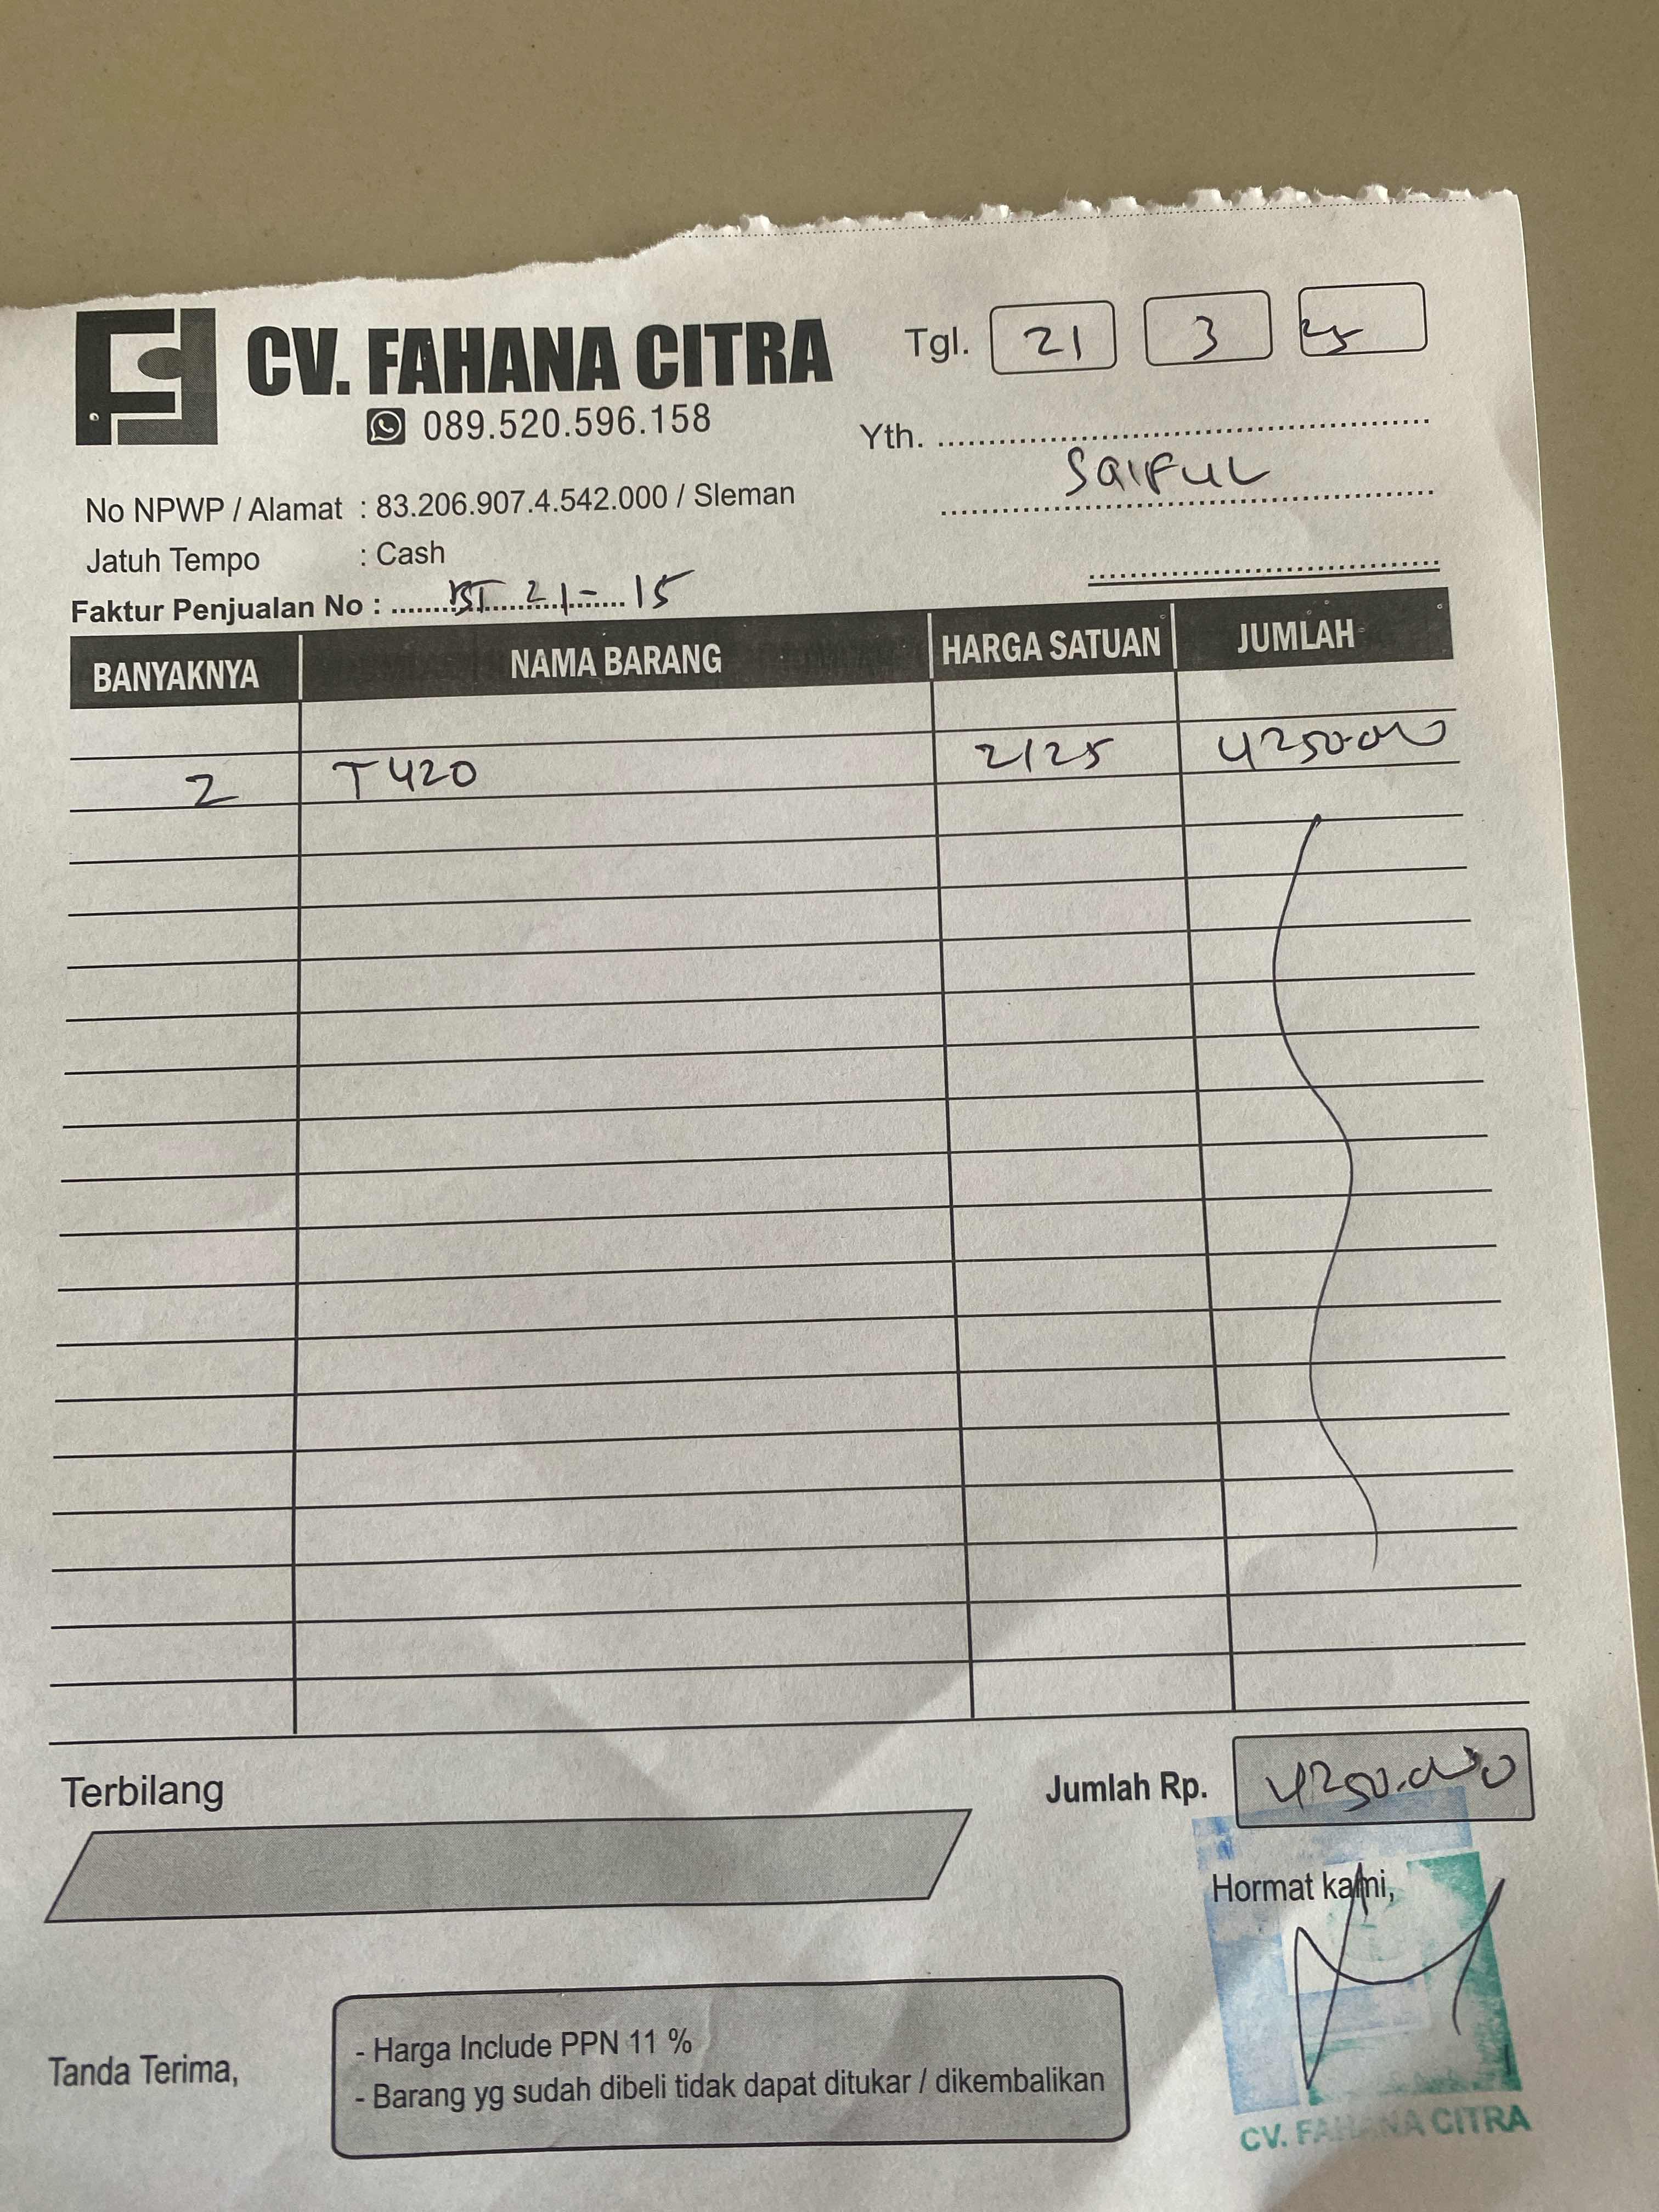 CV. FAHANA CITRA
089.520.596.158
Tgl. 21 3 25
Yth.
SAIFUL
No NPWP / Alamat : 83.206.907.4.542.000 / Sleman
Jatuh Tempo : Cash
Faktur Penjualan No : 21-15
BANYAKNYA NAMA BARANG HARGA SATUAN JUMLAH
2 T420 2125 4250.000
Terbilang
Jumlah Rp. 4250.000
Hormat kami,
Tanda Terima,
- Harga Include PPN 11 %
- Barang yg sudah dibeli tidak dapat ditukar / dikembalikan
CV. FAHANA CITRA